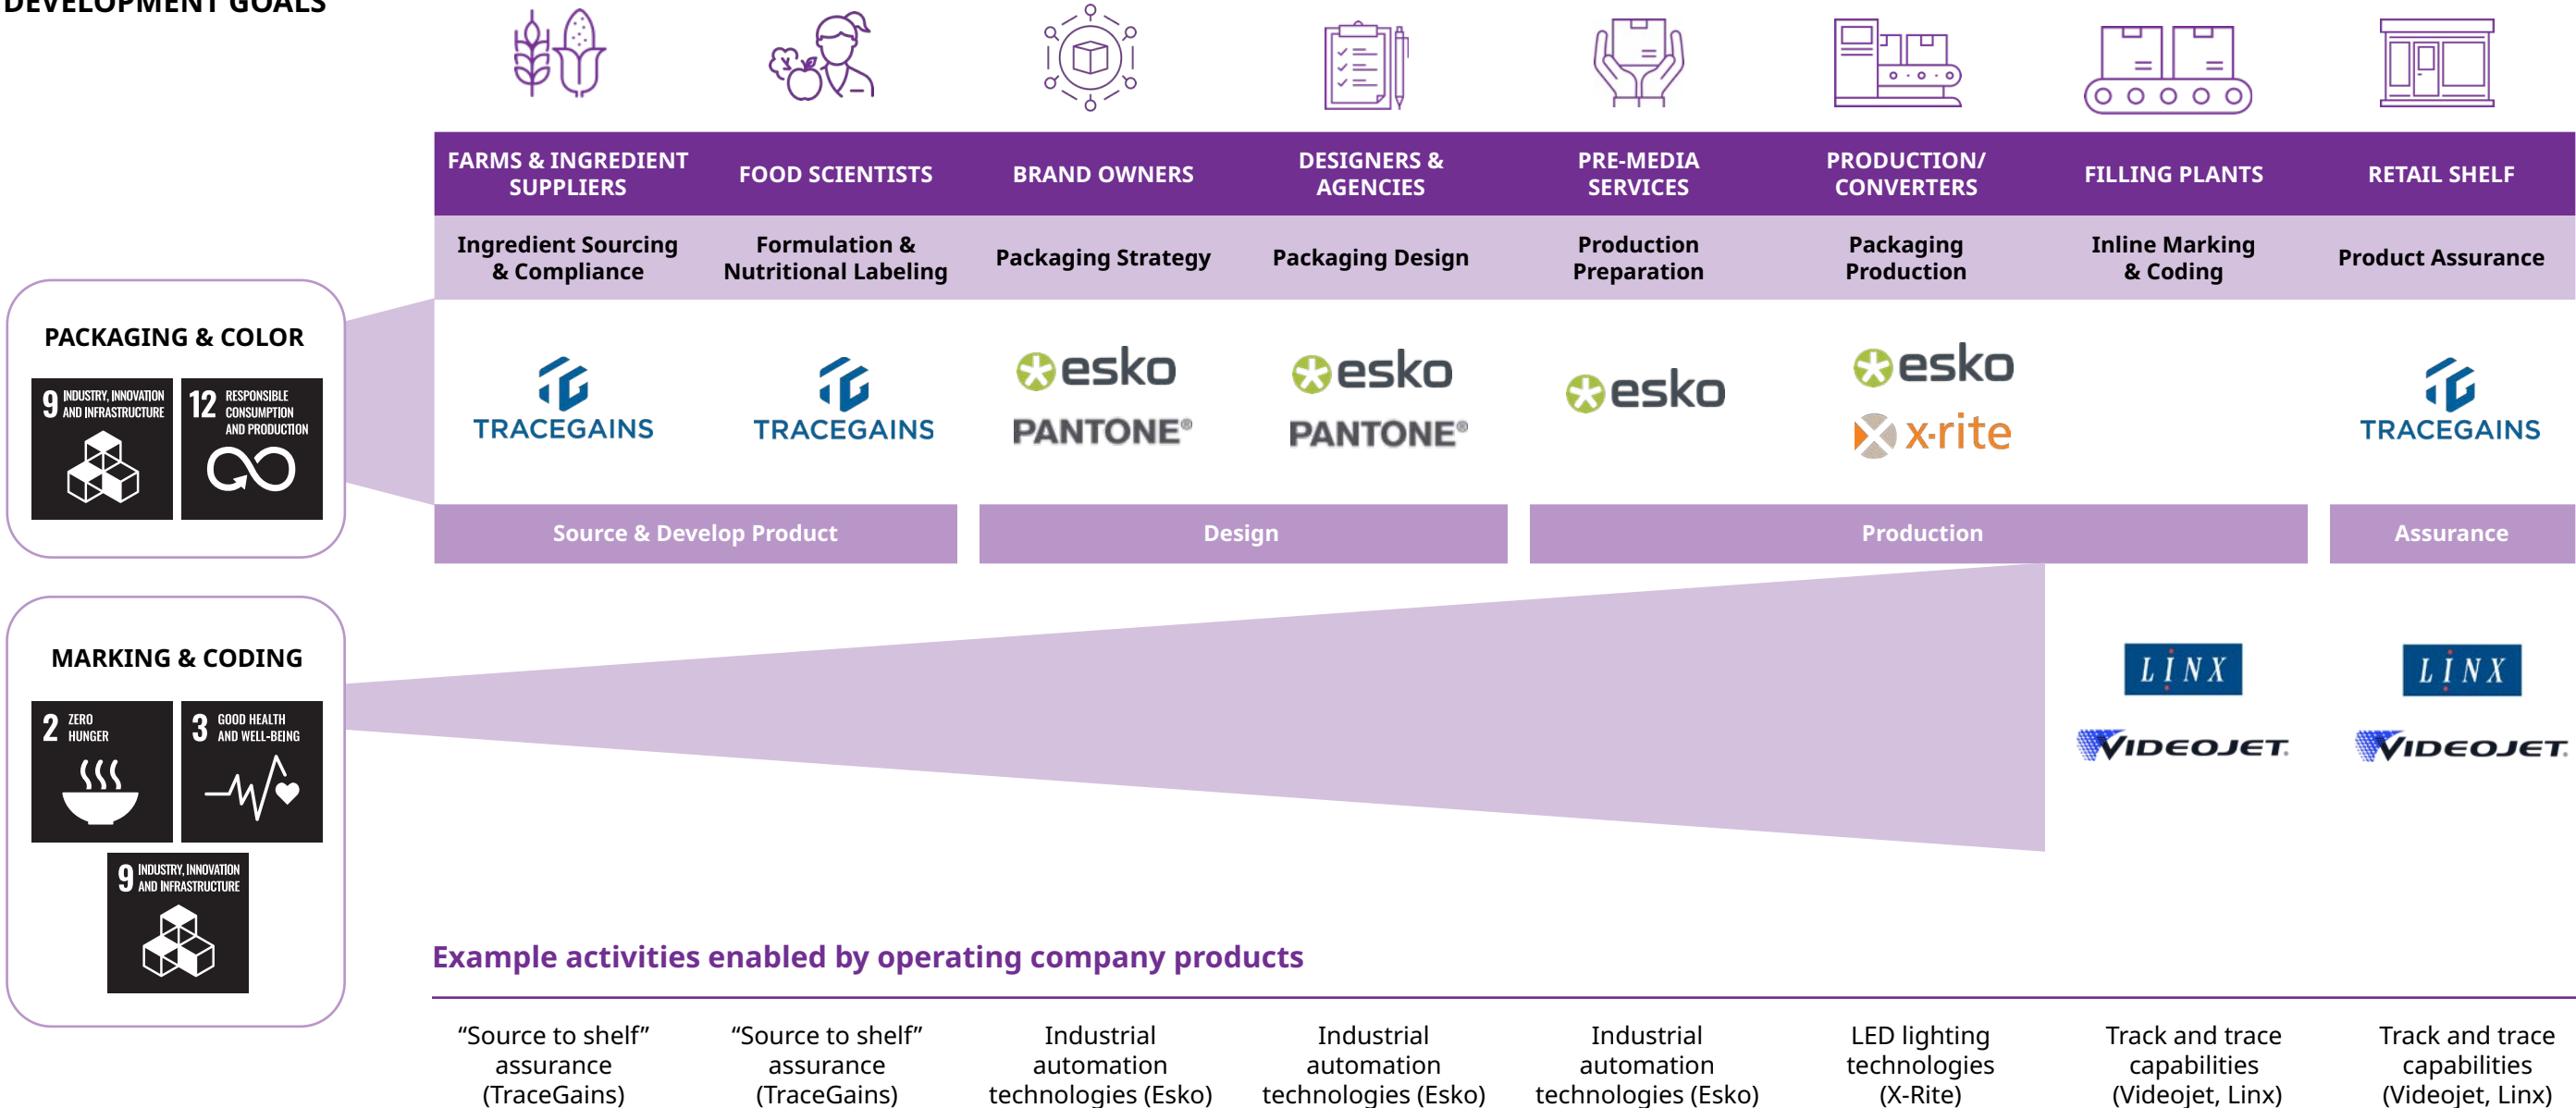 DEVELOPMENT GOALS
FARMS & INGREDIENT
SUPPLIERS
FOOD SCIENTISTS
BRAND OWNERS
DESIGNERS &
AGENCIES
PRE-MEDIA
SERVICES
PRODUCTION/
CONVERTERS
FILLING PLANTS
RETAIL SHELF
Ingredient Sourcing
& Compliance
Formulation &
Nutritional Labeling
Packaging Strategy
Packaging Design
Production
Preparation
Packaging
Production
Inline Marking
& Coding
Product Assurance
PACKAGING & COLOR
9 INDUSTRY, INNOVATION
AND INFRASTRUCTURE
12 RESPONSIBLE
CONSUMPTION
AND PRODUCTION
TRACEGAINS
TRACEGAINS
esko
PANTONE®
esko
PANTONE®
esko
esko
x·rite
TRACEGAINS
Source & Develop Product
Design
Production
Assurance
MARKING & CODING
2 ZERO
HUNGER
3 GOOD HEALTH
AND WELL-BEING
9 INDUSTRY, INNOVATION
AND INFRASTRUCTURE
LINX
VIDEOJET.
LINX
VIDEOJET.
Example activities enabled by operating company products
“Source to shelf”
assurance
(TraceGains)
“Source to shelf”
assurance
(TraceGains)
Industrial
automation
technologies (Esko)
Industrial
automation
technologies (Esko)
Industrial
automation
technologies (Esko)
LED lighting
technologies
(X-Rite)
Track and trace
capabilities
(Videojet, Linx)
Track and trace
capabilities
(Videojet, Linx)